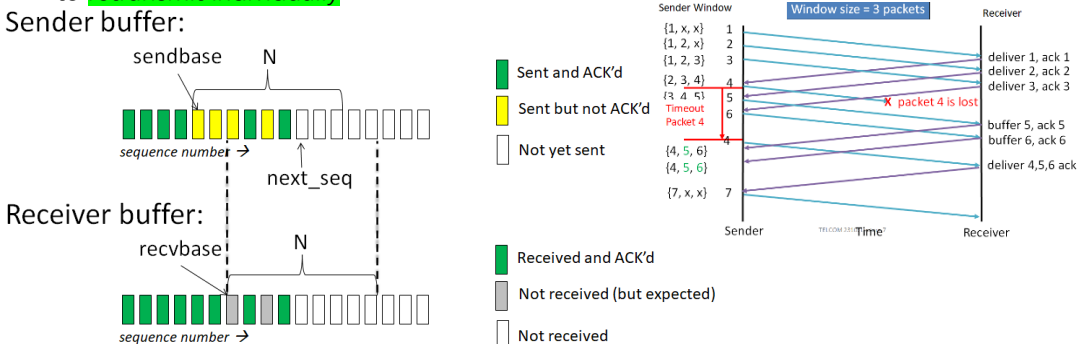 Sender buffer:
sendbase
N
sequence number →
next_seq
Sent and ACK'd
Sent but not ACK'd
Not yet sent
Receiver buffer:
recvbase
N
sequence number →
Received and ACK'd
Not received (but expected)
Not received
Sender Window
Window size = 3 packets
Receiver
{1, x, x} 1
{1, 2, x} 2
{1, 2, 3} 3
{2, 3, 4} 4
{3, 4, 5} 5
Timeout
Packet 4
6
4
{4, 5, 6}
{4, 5, 6}
{7, x, x} 7
deliver 1, ack 1
deliver 2, ack 2
deliver 3, ack 3
X packet 4 is lost
buffer 5, ack 5
buffer 6, ack 6
deliver 4,5,6 ack
Sender
Time
Receiver